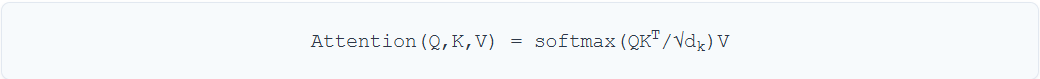 Attention(Q,K,V) = softmax(QKᵀ/√dₖ)V